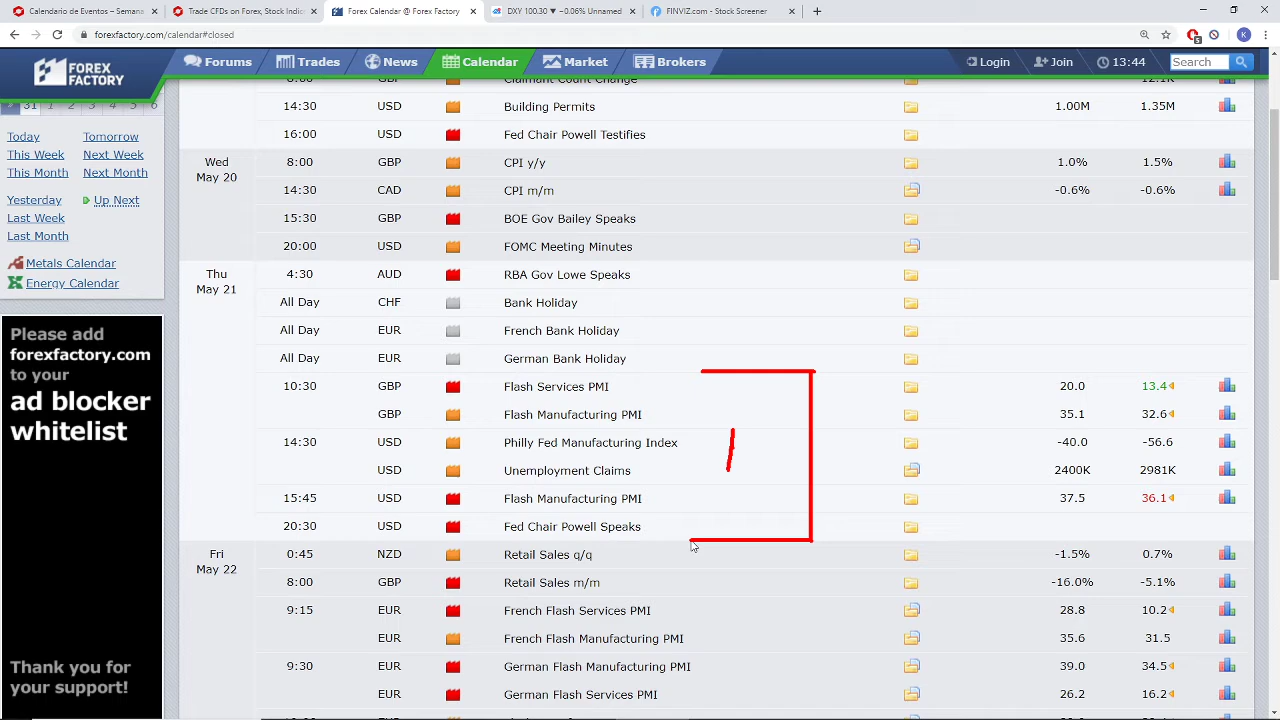 Calendario de Eventos – Semana
Trade CFDs on Forex, Stock Indic
Forex Calendar @ Forex Factory
DXY 100.30 ▼ −0.06% Unnamed
FINVIZ.com - Stock Screener
forexfactory.com/calendar#closed
5
K
FOREX FACTORY
Forums
Trades
News
Calendar
Market
Brokers
Login
Join
Search
31 1 2 3 4 5 6
Today Tomorrow
This Week Next Week
This Month Next Month
Yesterday Up Next
Last Week
Last Month
Metals Calendar
Energy Calendar
Please add
forexfactory.com
to your
ad blocker
whitelist
Thank you for
your support!
Claimant Count Change
14:30 USD Building Permits 1.00M 1.35M
16:00 USD Fed Chair Powell Testifies
Wed May 20 8:00 GBP CPI y/y 1.0% 1.5%
14:30 CAD CPI m/m -0.6% -0.6%
15:30 GBP BOE Gov Bailey Speaks
20:00 USD FOMC Meeting Minutes
Thu May 21 4:30 AUD RBA Gov Lowe Speaks
All Day CHF Bank Holiday
All Day EUR French Bank Holiday
All Day EUR German Bank Holiday
10:30 GBP Flash Services PMI 20.0 13.4
GBP Flash Manufacturing PMI 35.1 32.6
14:30 USD Philly Fed Manufacturing Index -40.0 -56.6
USD Unemployment Claims 2400K 2981K
15:45 USD Flash Manufacturing PMI 37.5 36.1
20:30 USD Fed Chair Powell Speaks
Fri May 22 0:45 NZD Retail Sales q/q -1.5% 0.7%
8:00 GBP Retail Sales m/m -16.0% -5.1%
9:15 EUR French Flash Services PMI 28.8 10.2
EUR French Flash Manufacturing PMI 35.6 31.5
9:30 EUR German Flash Manufacturing PMI 39.0 34.5
EUR German Flash Services PMI 26.2 16.2